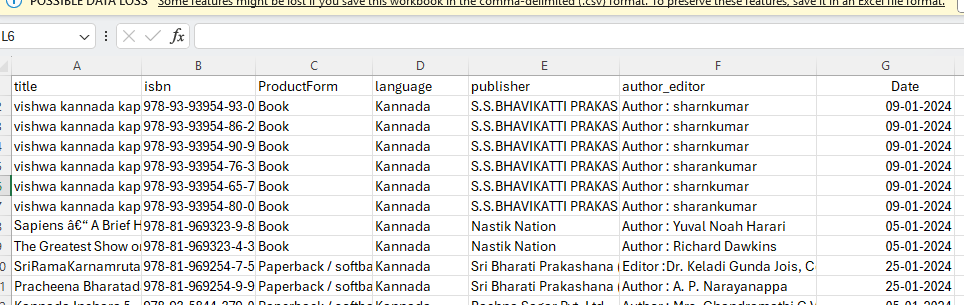 POSSIBLE DATA LOSS Some features might be lost if you save this workbook in the comma-delimited (.csv) format. To preserve these features, save it in an Excel file format.
L6 fx
A B C D E F G
title isbn ProductForm language publisher author_editor Date
vishwa kannada kap 978-93-93954-93-0 Book Kannada S.S.BHAVIKATTI PRAKAS Author : sharnkumar 09-01-2024
vishwa kannada kap 978-93-93954-86-2 Book Kannada S.S.BHAVIKATTI PRAKAS Author : sharnkumar 09-01-2024
vishwa kannada kap 978-93-93954-90-9 Book Kannada S.S.BHAVIKATTI PRAKAS Author : sharnkumar 09-01-2024
vishwa kannada kap 978-93-93954-76-3 Book Kannada S.S.BHAVIKATTI PRAKAS Author : sharankumar 09-01-2024
vishwa kannada kap 978-93-93954-65-7 Book Kannada S.S.BHAVIKATTI PRAKAS Author : sharnkumar 09-01-2024
vishwa kannada kap 978-93-93954-80-0 Book Kannada S.S.BHAVIKATTI PRAKAS Author : sharankumar 09-01-2024
Sapiens â€“ A Brief H 978-81-969323-9-8 Book Kannada Nastik Nation Author : Yuval Noah Harari 05-01-2024
The Greatest Show o 978-81-969323-4-3 Book Kannada Nastik Nation Author : Richard Dawkins 05-01-2024
SriRamaKarnamruta 978-81-969254-7-5 Paperback / softba Kannada Sri Bharati Prakashana ( Editor :Dr. Keladi Gunda Jois, C 25-01-2024
Pracheena Bharatad 978-81-969254-9-9 Paperback / softba Kannada Sri Bharati Prakashana ( Author : A. P. Narayanappa 25-01-2024